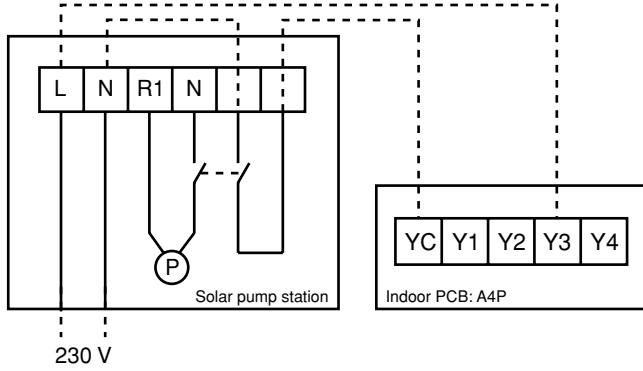 L N R1 N
YC Y1 Y2 Y3 Y4
P
Solar pump station
Indoor PCB: A4P
230 V